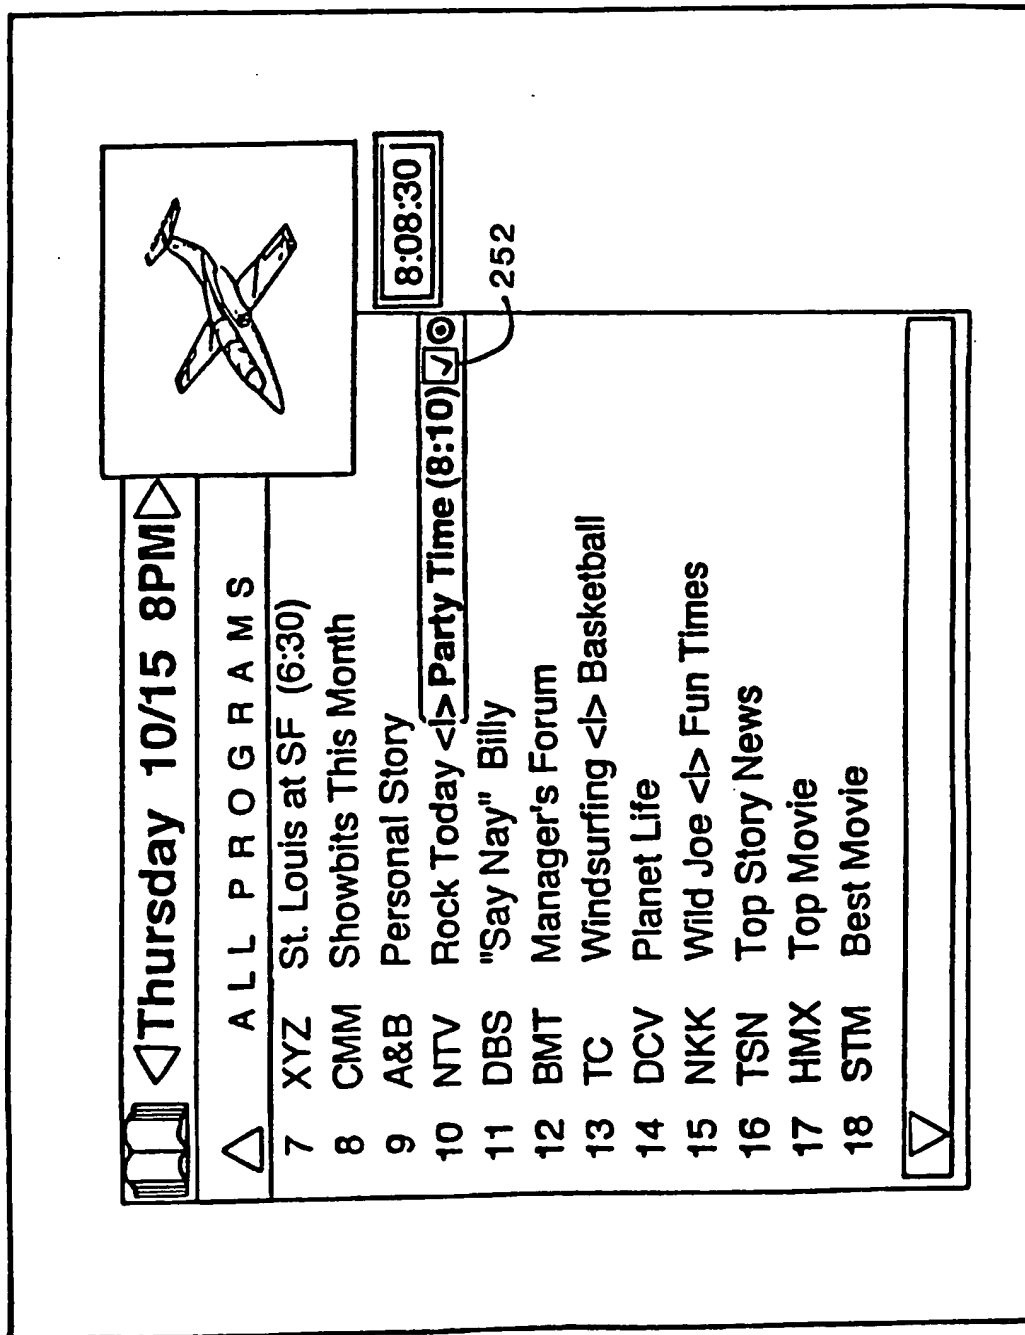 Thursday 10/15 8PM
ALL PROGRAMS
8:08:30
7 XYZ St. Louis at SF (6:30)
8 CMM Showbits This Month
9 A&B Personal Story
10 NTV Rock Today <I> Party Time (8:10)
252
11 DBS "Say Nay" Billy
12 BMT Manager's Forum
13 TC Windsurfing <I> Basketball
14 DCV Planet Life
15 NKK Wild Joe <I> Fun Times
16 TSN Top Story News
17 HMX Top Movie
18 STM Best Movie